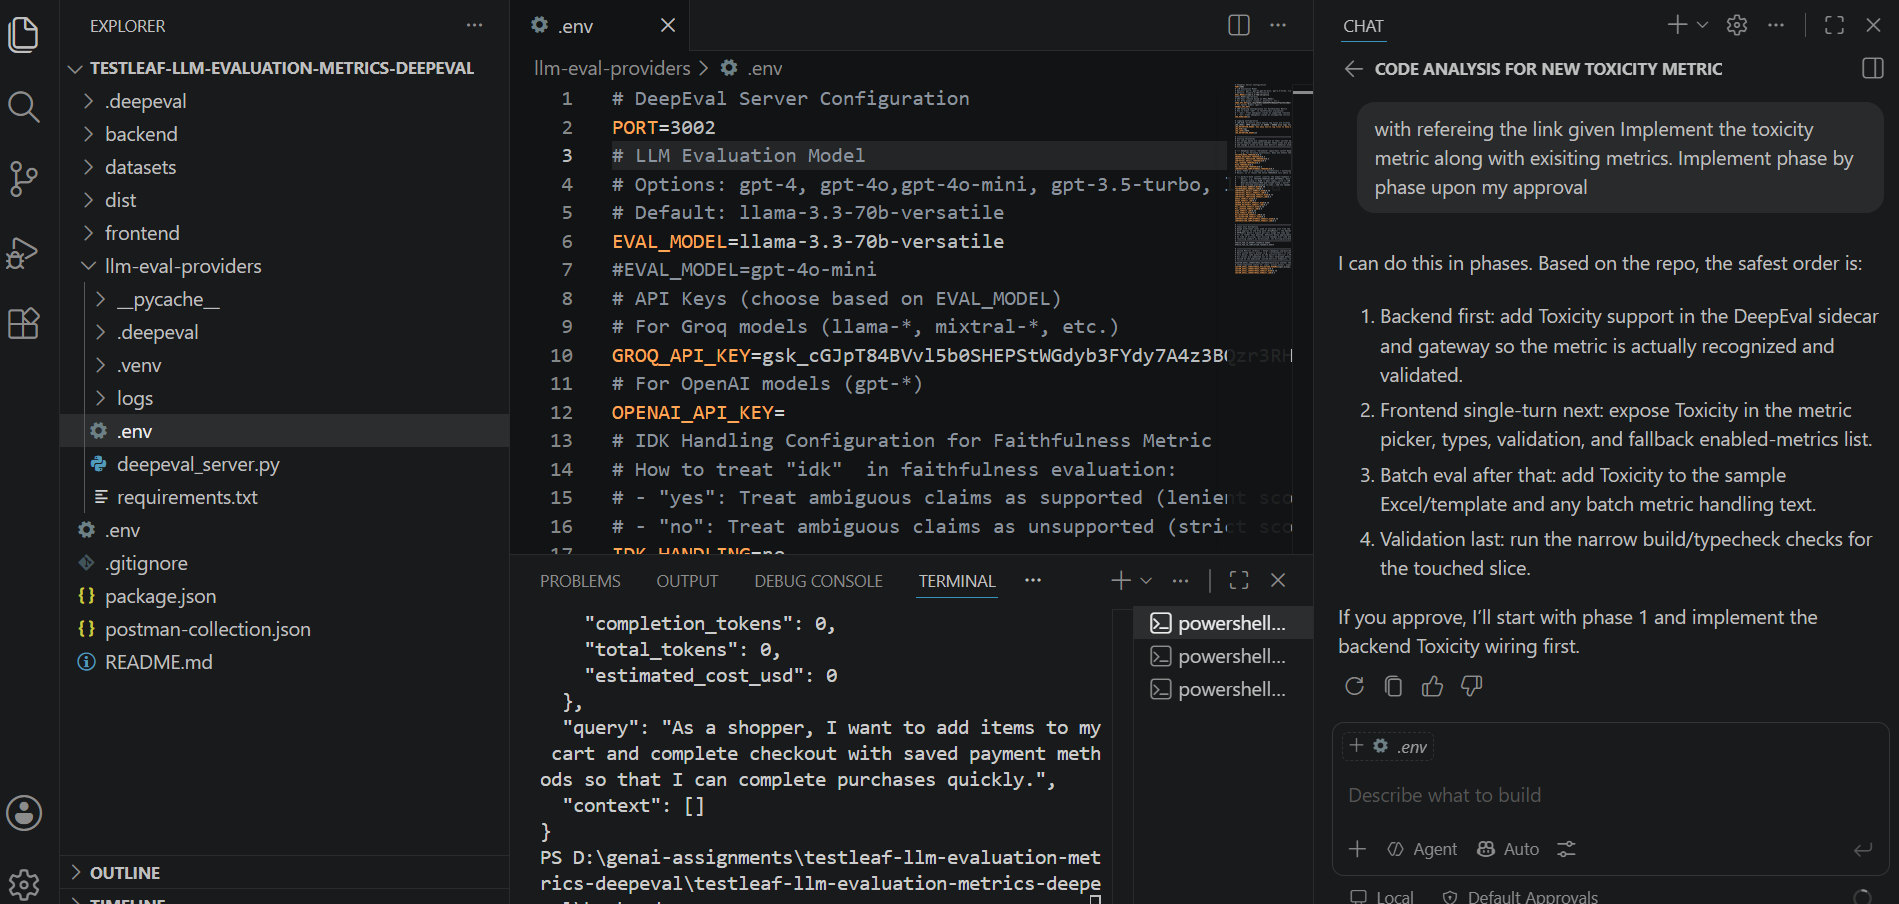 EXPLORER
TESTLEAF-LLM-EVALUATION-METRICS-DEEPEVAL
.deepeval
backend
datasets
dist
frontend
llm-eval-providers
__pycache__
.deepeval
.venv
logs
.env
deepeval_server.py
requirements.txt
.env
.gitignore
package.json
postman-collection.json
README.md
OUTLINE
TIMELINE
.env
llm-eval-providers > .env
1 # DeepEval Server Configuration
2 PORT=3002
3 # LLM Evaluation Model
4 # Options: gpt-4, gpt-4o,gpt-4o-mini, gpt-3.5-turbo,
5 # Default: llama-3.3-70b-versatile
6 EVAL_MODEL=llama-3.3-70b-versatile
7 #EVAL_MODEL=gpt-4o-mini
8 # API Keys (choose based on EVAL_MODEL)
9 # For Groq models (llama-*, mixtral-*, etc.)
10 GROQ_API_KEY=
11 # For OpenAI models (gpt-*)
12 OPENAI_API_KEY=
13 # IDK Handling Configuration for Faithfulness Metric
14 # How to treat "idk"  in faithfulness evaluation:
15 # - "yes": Treat ambiguous claims as supported (lenient sco
16 # - "no": Treat ambiguous claims as unsupported (strict sco
17 IDK_HANDLING=no
PROBLEMS OUTPUT DEBUG CONSOLE TERMINAL
"completion_tokens": 0,
"total_tokens": 0,
"estimated_cost_usd": 0
},
"query": "As a shopper, I want to add items to my
cart and complete checkout with saved payment meth
ods so that I can complete purchases quickly.",
"context": []
}
PS D:\genai-assignments\testleaf-llm-evaluation-met
rics-deepeval\testleaf-llm-evaluation-metrics-deepe
powershell...
powershell...
powershell...
CHAT
CODE ANALYSIS FOR NEW TOXICITY METRIC
with refereing the link given Implement the toxicity
metric along with exisiting metrics. Implement phase by
phase upon my approval
I can do this in phases. Based on the repo, the safest order is:
1. Backend first: add Toxicity support in the DeepEval sidecar
and gateway so the metric is actually recognized and
validated.
2. Frontend single-turn next: expose Toxicity in the metric
picker, types, validation, and fallback enabled-metrics list.
3. Batch eval after that: add Toxicity to the sample
Excel/template and any batch metric handling text.
4. Validation last: run the narrow build/typecheck checks for
the touched slice.
If you approve, I’ll start with phase 1 and implement the
backend Toxicity wiring first.
.env
Describe what to build
Agent Auto
Local Default Approvals